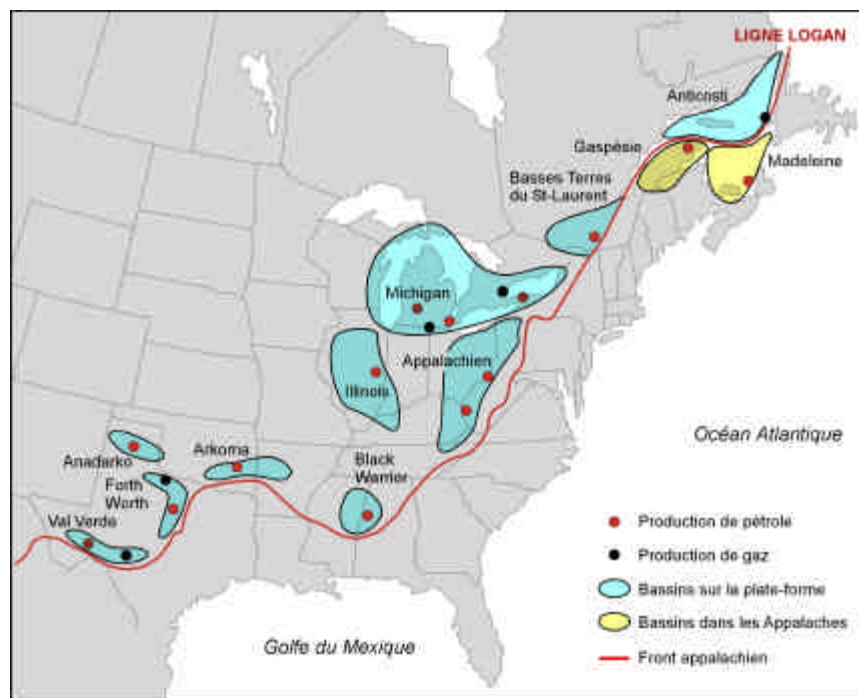 LIGNE LOGAN
Anticosti
Gaspésie
Madeleine
Basses Terres
du St-Laurent
Michigan
Appalachien
Illinois
Océan Atlantique
Anadarko
Arkoma
Black
Warrier
Forth
Worth
Val Verde
Production de pétrole
Production de gaz
Bassins sur la plate-forme
Bassins dans les Appalaches
Front appalachien
Golfe du Mexique